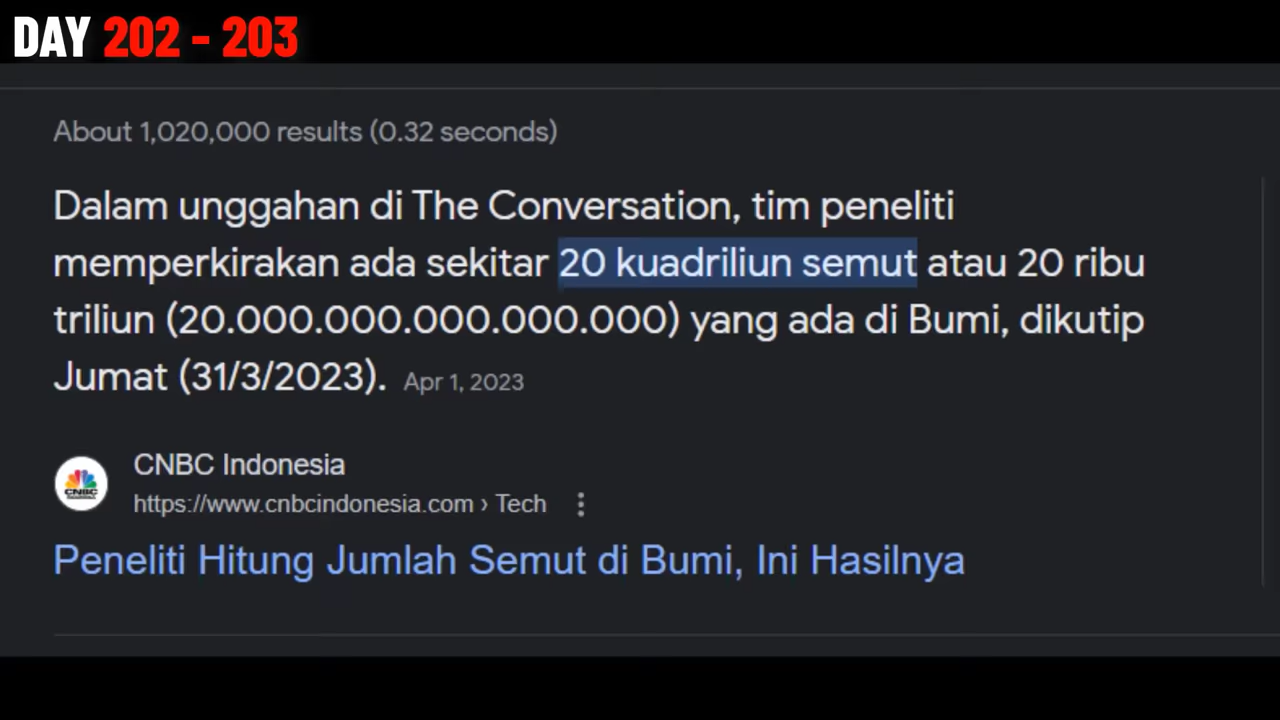 DAY 202 - 203
About 1,020,000 results (0.32 seconds)
Dalam unggahan di The Conversation, tim peneliti
memperkirakan ada sekitar 20 kuadriliun semut atau 20 ribu
triliun (20.000.000.000.000.000) yang ada di Bumi, dikutip
Jumat (31/3/2023). Apr 1, 2023
CNBC Indonesia
https://www.cnbcindonesia.com › Tech
Peneliti Hitung Jumlah Semut di Bumi, Ini Hasilnya